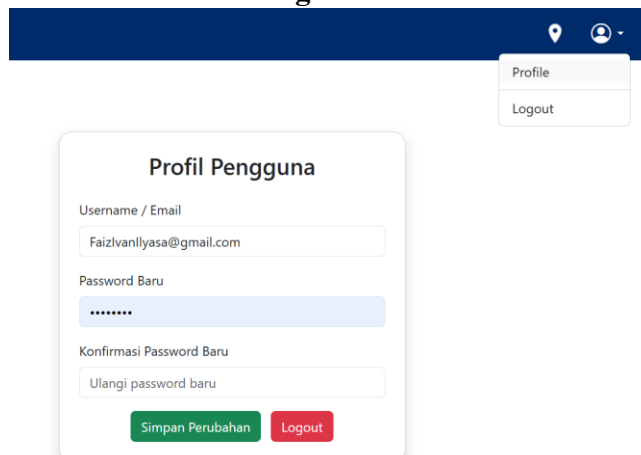 Profile
Logout
Profil Pengguna
Username / Email
FaizIvanIlyasa@gmail.com
Password Baru
••••••••
Konfirmasi Password Baru
Ulangi password baru
Simpan Perubahan Logout